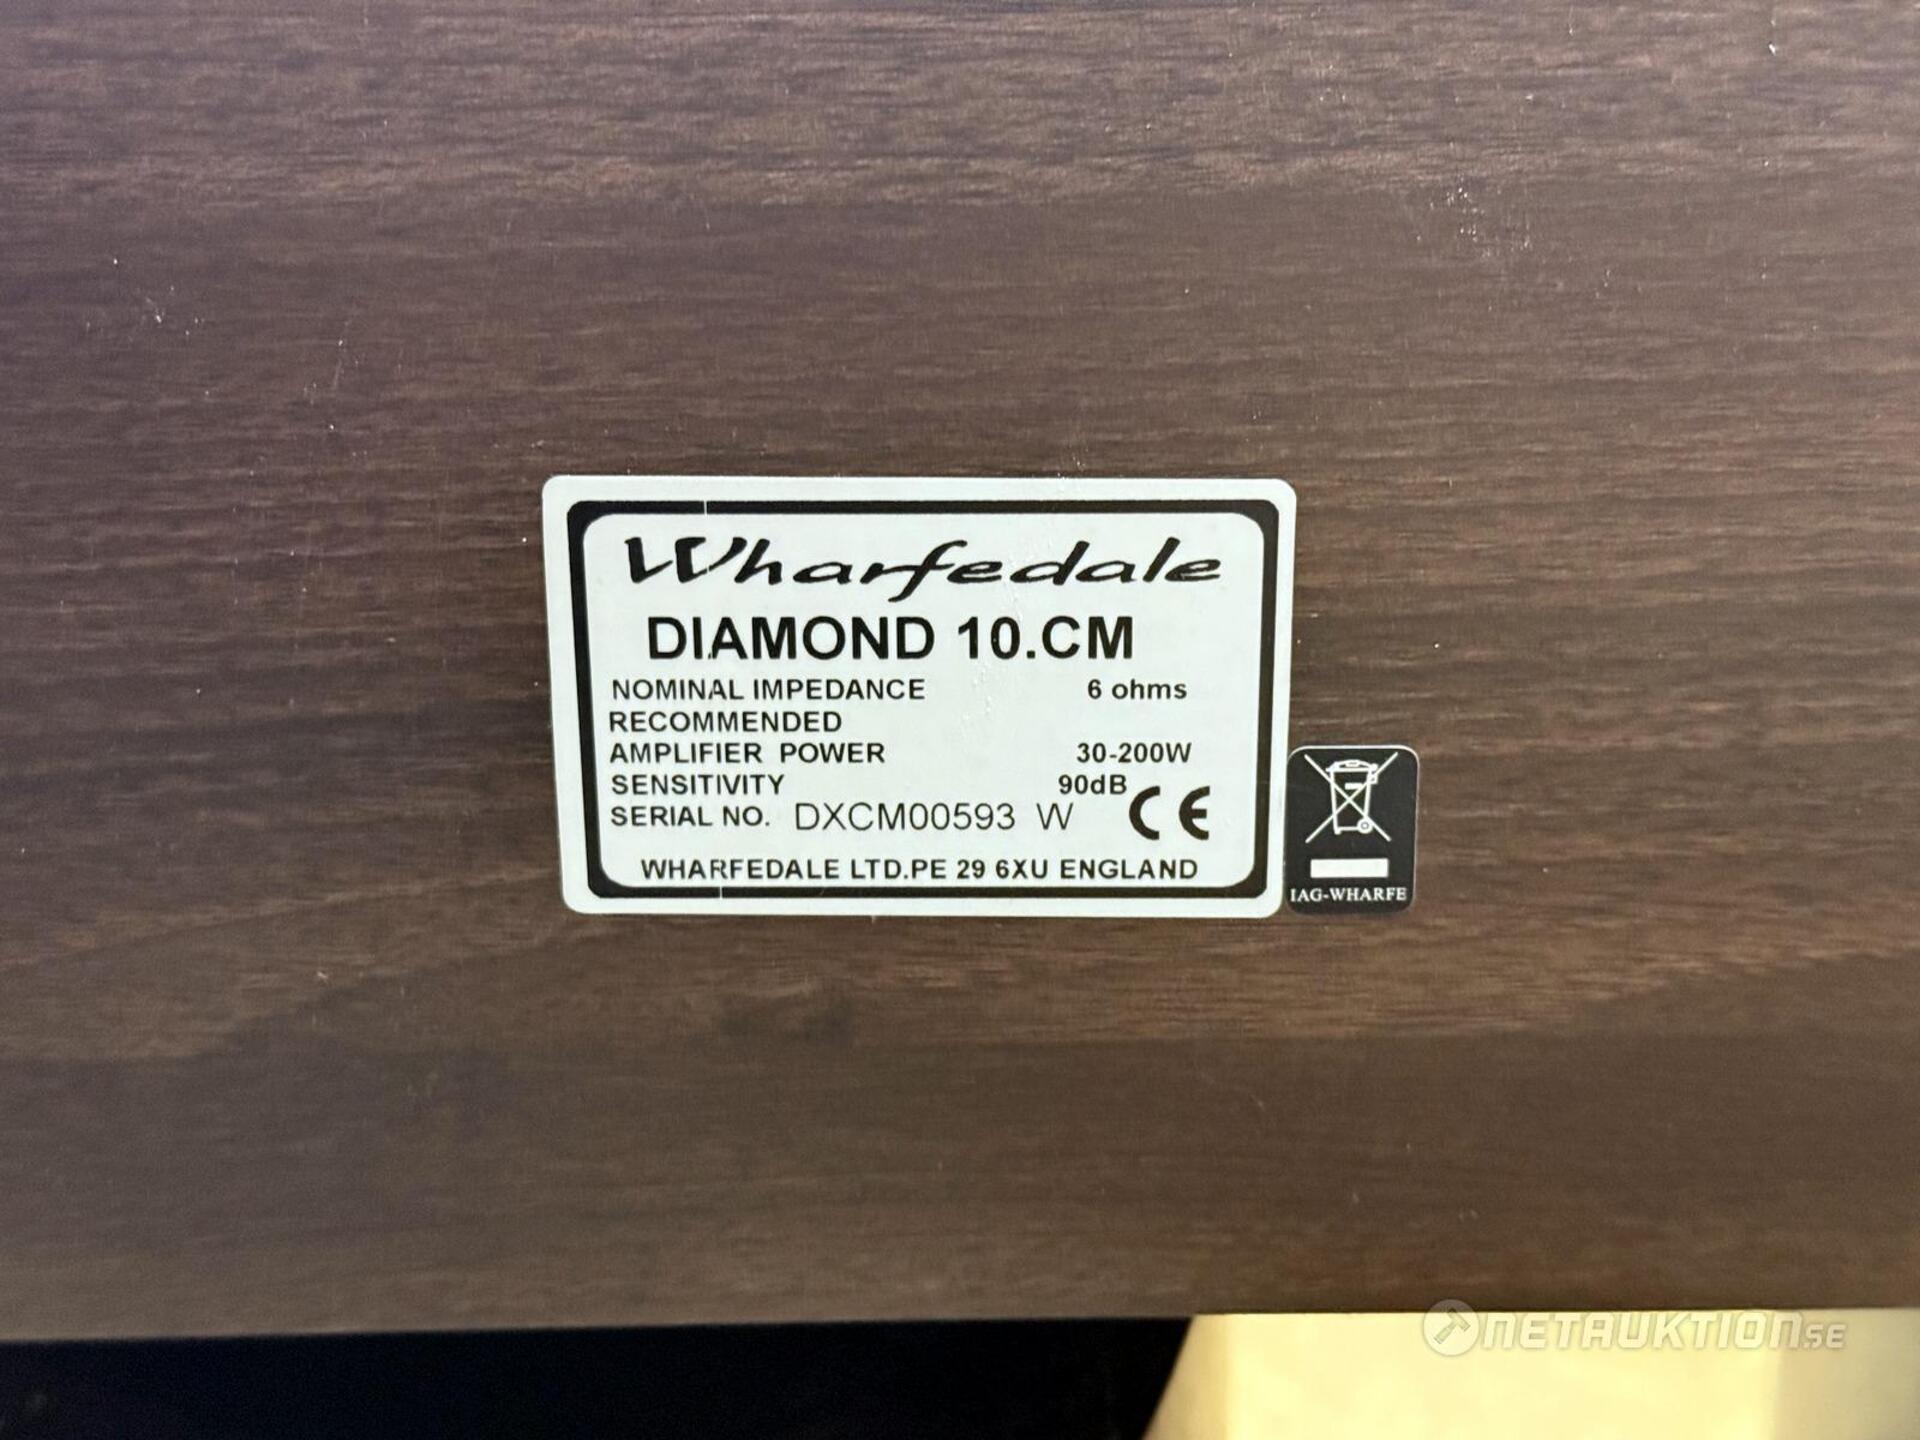 Wharfedale
DIAMOND 10.CM
NOMINAL IMPEDANCE 6 ohms
RECOMMENDED
AMPLIFIER POWER 30-200W
SENSITIVITY 90dB
SERIAL NO. DXCM00593 W CE
WHARFEDALE LTD.PE 29 6XU ENGLAND
IAG-WHARFE
NETAUKTION.SE